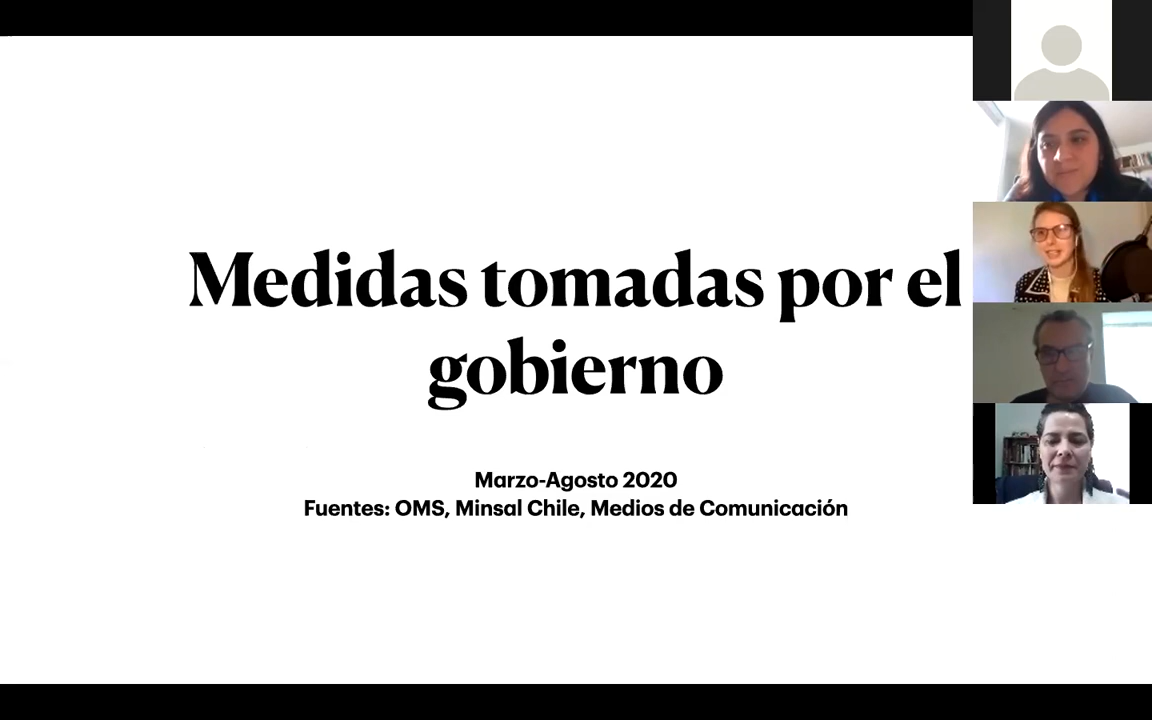 Medidas tomadas por el
gobierno
Marzo-Agosto 2020
Fuentes: OMS, Minsal Chile, Medios de Comunicación